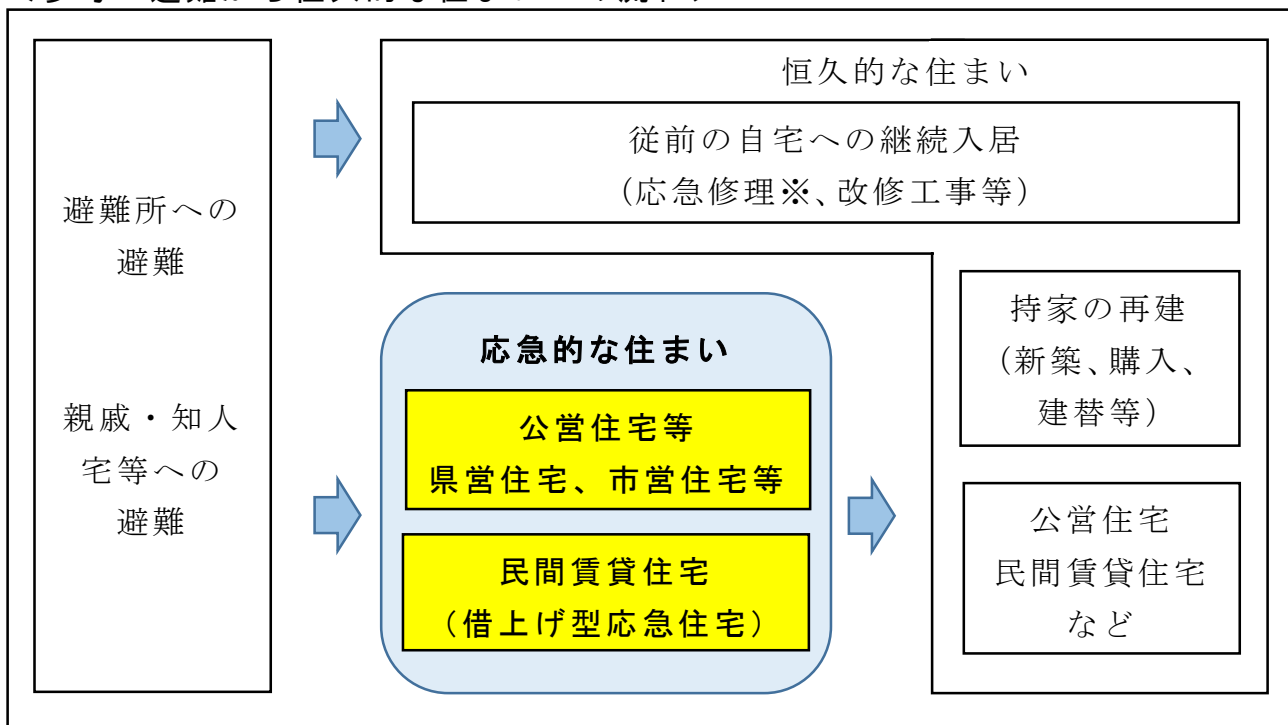 避難所への
避難
親戚・知人
宅等への
避難
恒久的な住まい
従前の自宅への継続入居
（応急修理※、改修工事等）
応急的な住まい
公営住宅等
県営住宅、市営住宅等
民間賃貸住宅
（借上げ型応急住宅）
持家の再建
（新築、購入、
建替等）
公営住宅
民間賃貸住宅
など